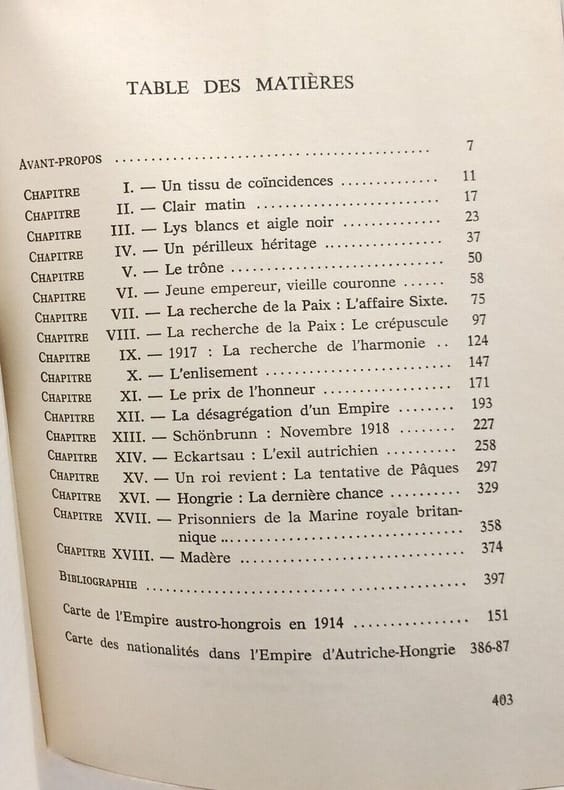 TABLE DES MATIÈRES
AVANT-PROPOS .................................................. 7
CHAPITRE I. — Un tissu de coïncidences .............. 11
CHAPITRE II. — Clair matin .......................... 17
CHAPITRE III. — Lys blancs et aigle noir .............. 23
CHAPITRE IV. — Un périlleux héritage ................ 37
CHAPITRE V. — Le trône .............................. 50
CHAPITRE VI. — Jeune empereur, vieille couronne ...... 58
CHAPITRE VII. — La recherche de la Paix : L'affaire Sixte. 75
CHAPITRE VIII. — La recherche de la Paix : Le crépuscule 97
CHAPITRE IX. — 1917 : La recherche de l'harmonie .. 124
CHAPITRE X. — L'enlisement .......................... 147
CHAPITRE XI. — Le prix de l'honneur .................. 171
CHAPITRE XII. — La désagrégation d'un Empire ........ 193
CHAPITRE XIII. — Schönbrunn : Novembre 1918 ........ 227
CHAPITRE XIV. — Eckartsau : L'exil autrichien .......... 258
CHAPITRE XV. — Un roi revient : La tentative de Pâques 297
CHAPITRE XVI. — Hongrie : La dernière chance .......... 329
CHAPITRE XVII. — Prisonniers de la Marine royale britan-
nique .................................. 358
CHAPITRE XVIII. — Madère .............................. 374
BIBLIOGRAPHIE .............................................. 397
Carte de l'Empire austro-hongrois en 1914 ................ 151
Carte des nationalités dans l'Empire d'Autriche-Hongrie 386-87
403